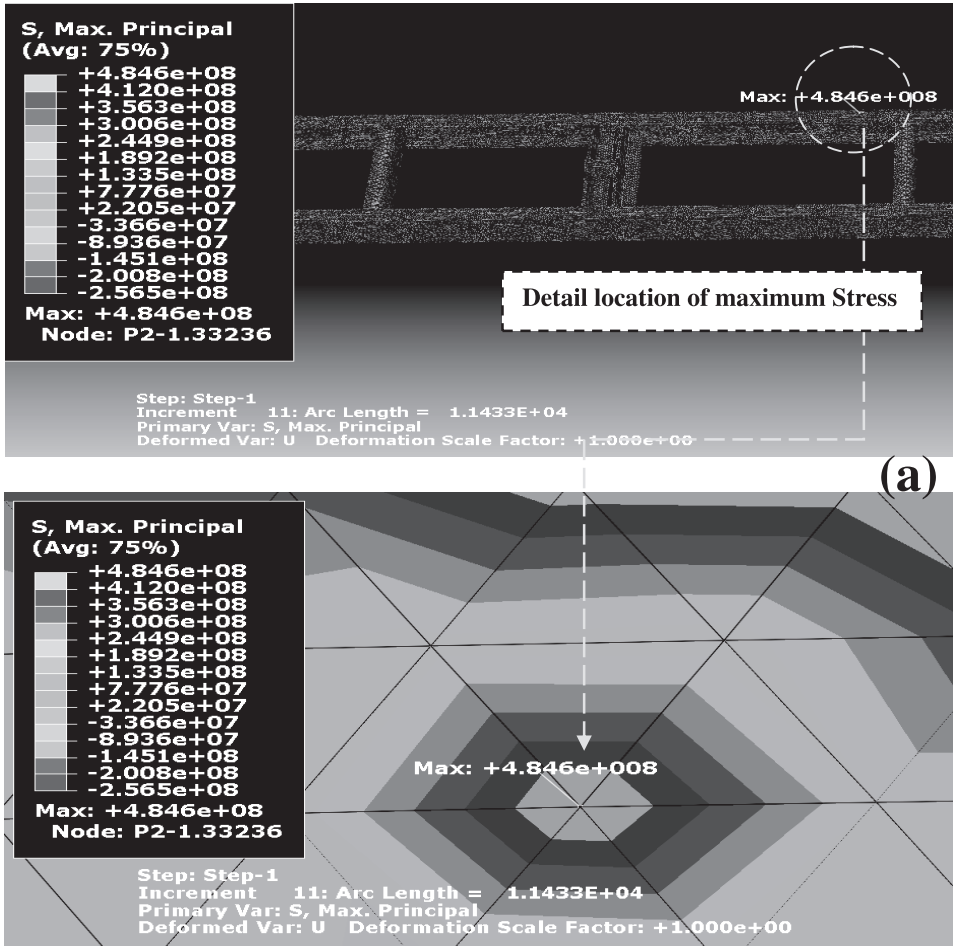 S, Max. Principal
(Avg: 75%)
+4.846e+08
+4.120e+08
+3.563e+08
+3.006e+08
+2.449e+08
+1.892e+08
+1.335e+08
+7.776e+07
+2.205e+07
-3.366e+07
-8.936e+07
-1.451e+08
-2.008e+08
-2.565e+08
Max: +4.846e+08
Node: P2-1.33236
Max: +4.846e+008
Detail location of maximum Stress
Step: Step-1
Increment 11: Arc Length = 1.1433E+04
Primary Var: S, Max. Principal
Deformed Var: U Deformation Scale Factor: +1.000e+00
(a)
S, Max. Principal
(Avg: 75%)
+4.846e+08
+4.120e+08
+3.563e+08
+3.006e+08
+2.449e+08
+1.892e+08
+1.335e+08
+7.776e+07
+2.205e+07
-3.366e+07
-8.936e+07
-1.451e+08
-2.008e+08
-2.565e+08
Max: +4.846e+08
Node: P2-1.33236
Max: +4.846e+008
Step: Step-1
Increment 11: Arc Length = 1.1433E+04
Primary Var: S, Max. Principal
Deformed Var: U Deformation Scale Factor: +1.000e+00